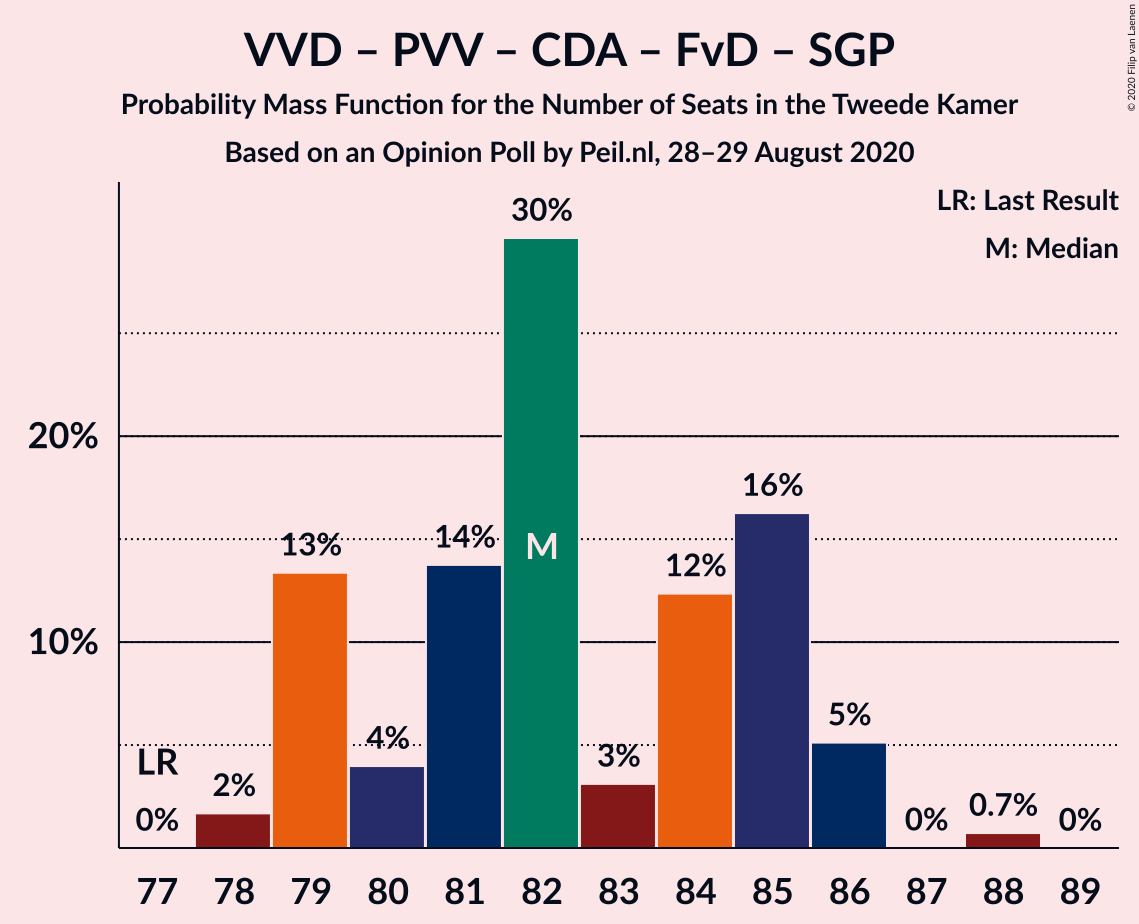 VVD – PVV – CDA – FvD – SGP
Probability Mass Function for the Number of Seats in the Tweede Kamer
Based on an Opinion Poll by Peil.nl, 28–29 August 2020
© 2020 Filip van Laenen
LR: Last Result
M: Median
30%
20%
16%
13%
14%
M
12%
10%
5%
4%
3%
LR
2%
0%
0%
0.7%
0%
77 78 79 80 81 82 83 84 85 86 87 88 89